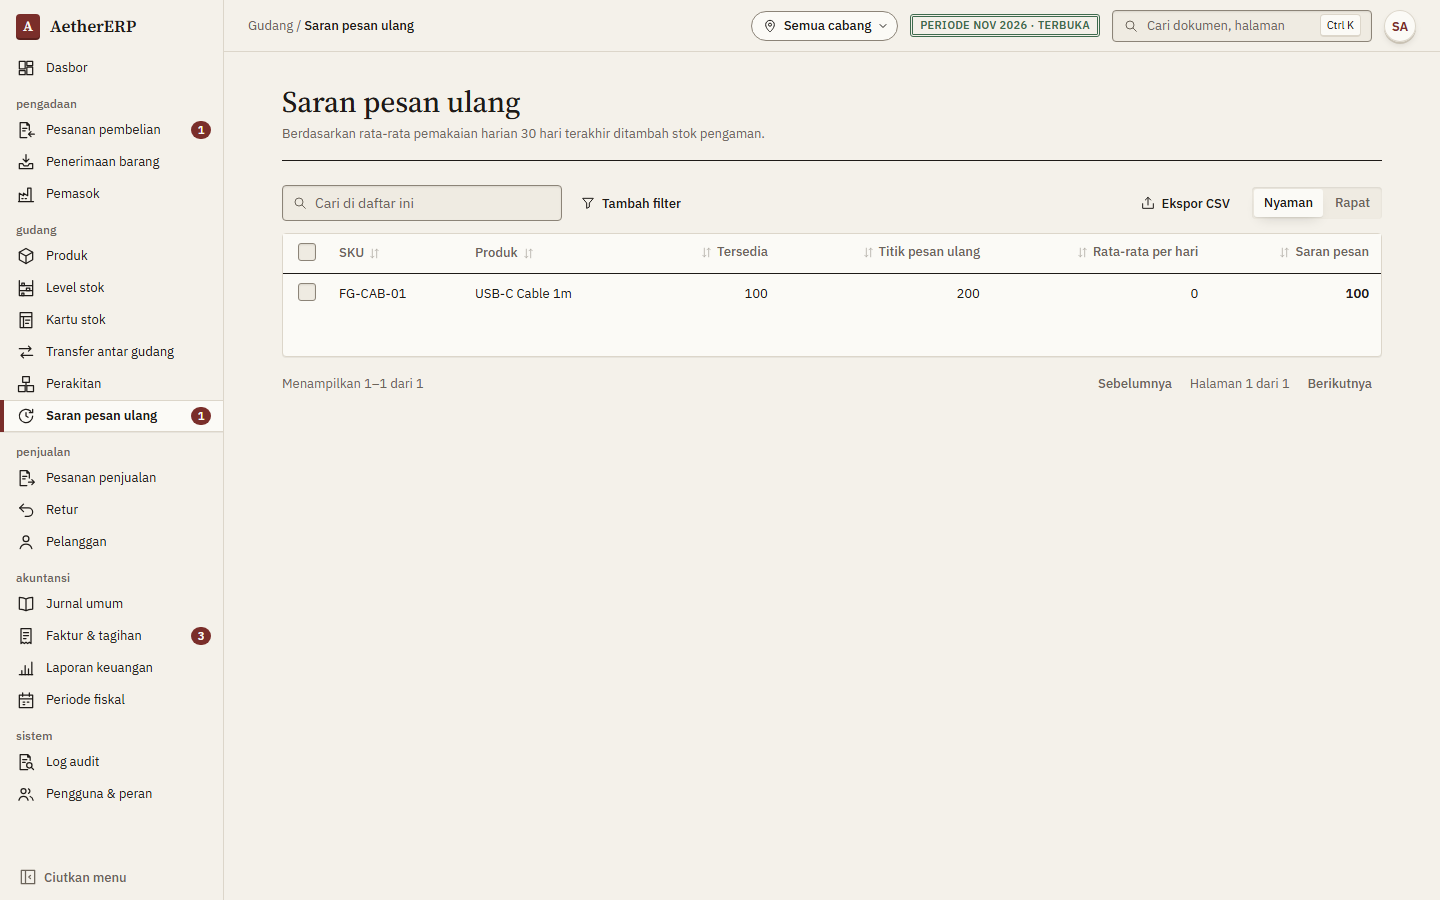 A AetherERP
Dasbor
pengadaan
Pesanan pembelian 1
Penerimaan barang
Pemasok
gudang
Produk
Level stok
Kartu stok
Transfer antar gudang
Perakitan
Saran pesan ulang 1
penjualan
Pesanan penjualan
Retur
Pelanggan
akuntansi
Jurnal umum
Faktur & tagihan 3
Laporan keuangan
Periode fiskal
sistem
Log audit
Pengguna & peran
Ciutkan menu
Gudang / Saran pesan ulang
Semua cabang
PERIODE NOV 2026 · TERBUKA
Cari dokumen, halaman Ctrl K
SA
Saran pesan ulang
Berdasarkan rata-rata pemakaian harian 30 hari terakhir ditambah stok pengaman.
Cari di daftar ini
Tambah filter
Ekspor CSV
Nyaman Rapat
SKU Produk Tersedia Titik pesan ulang Rata-rata per hari Saran pesan
FG-CAB-01 USB-C Cable 1m 100 200 0 100
Menampilkan 1–1 dari 1
Sebelumnya Halaman 1 dari 1 Berikutnya